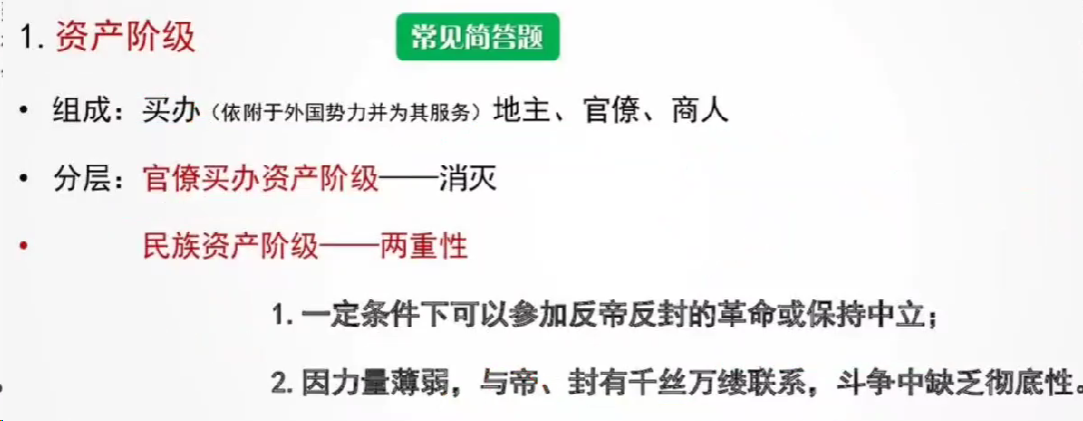 1. 资产阶级 常见简答题
• 组成：买办（依附于外国势力并为其服务）地主、官僚、商人
• 分层：官僚买办资产阶级——消灭
• 民族资产阶级——两重性
1. 一定条件下可以参加反帝反封的革命或保持中立；
2. 因力量薄弱，与帝、封有千丝万缕联系，斗争中缺乏彻底性。